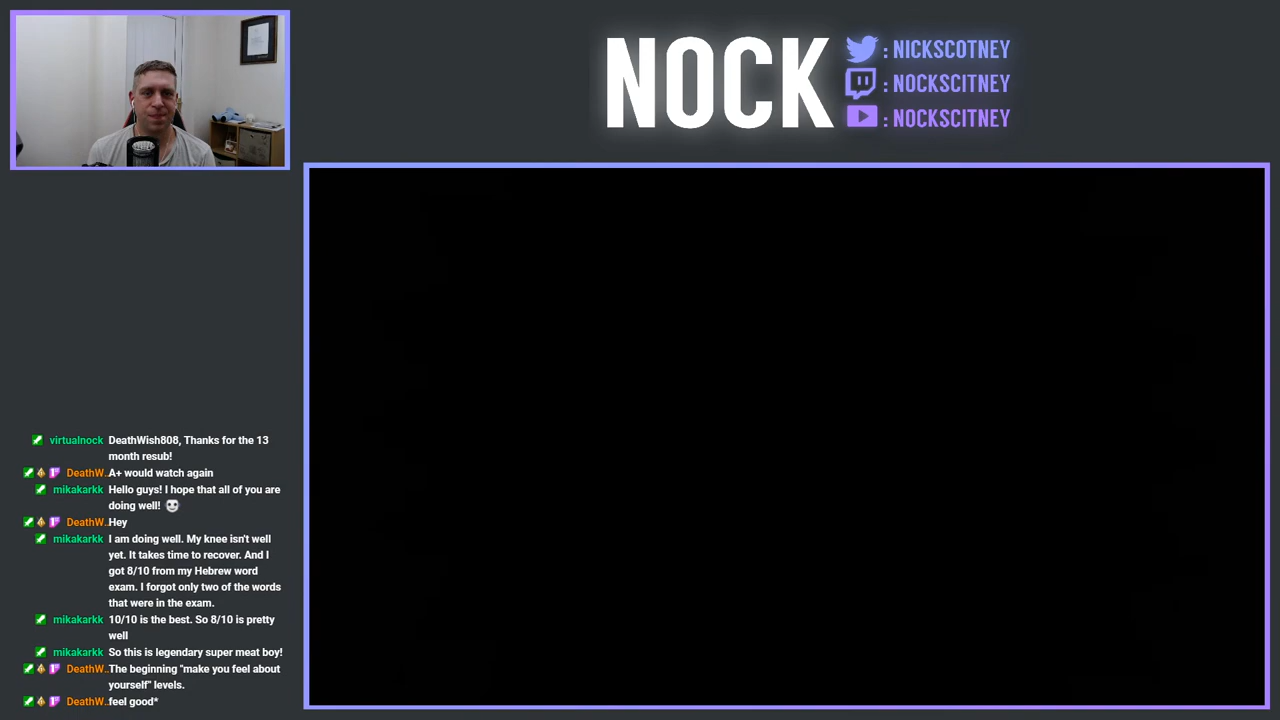 NOCK
: NICKSCOTNEY
: NOCKSCITNEY
: NOCKSCITNEY
virtualnock DeathWish808, Thanks for the 13
month resub!
DeathW.. A+ would watch again
mikakarkk Hello guys! I hope that all of you are
doing well!
DeathW.. Hey
mikakarkk I am doing well. My knee isn't well
yet. It takes time to recover. And I
got 8/10 from my Hebrew word
exam. I forgot only two of the words
that were in the exam.
mikakarkk 10/10 is the best. So 8/10 is pretty
well
mikakarkk So this is legendary super meat boy!
DeathW.. The beginning "make you feel about
yourself" levels.
DeathW.. feel good*